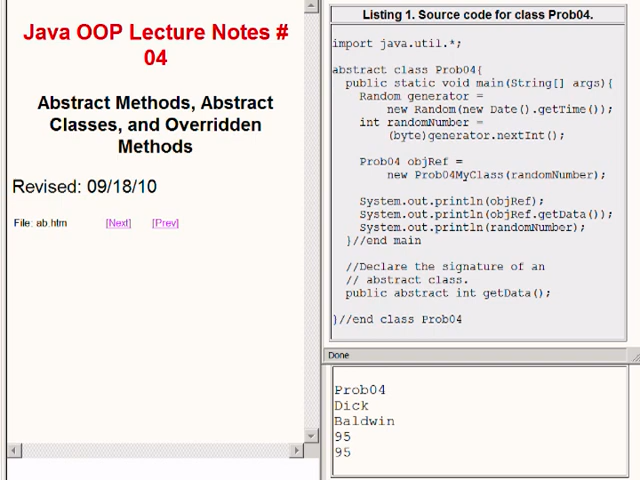 Java OOP Lecture Notes #
04
Abstract Methods, Abstract
Classes, and Overridden
Methods
Revised: 09/18/10
File: ab.htm [Next] [Prev]
Listing 1. Source code for class Prob04.
import java.util.*;
abstract class Prob04{
public static void main(String[] args){
Random generator =
new Random(new Date().getTime());
int randomNumber =
(byte)generator.nextInt();
Prob04 objRef =
new Prob04MyClass(randomNumber);
System.out.println(objRef);
System.out.println(objRef.getData());
System.out.println(randomNumber);
}//end main
//Declare the signature of an
// abstract class.
public abstract int getData();
}//end class Prob04
Done
Prob04
Dick
Baldwin
95
95